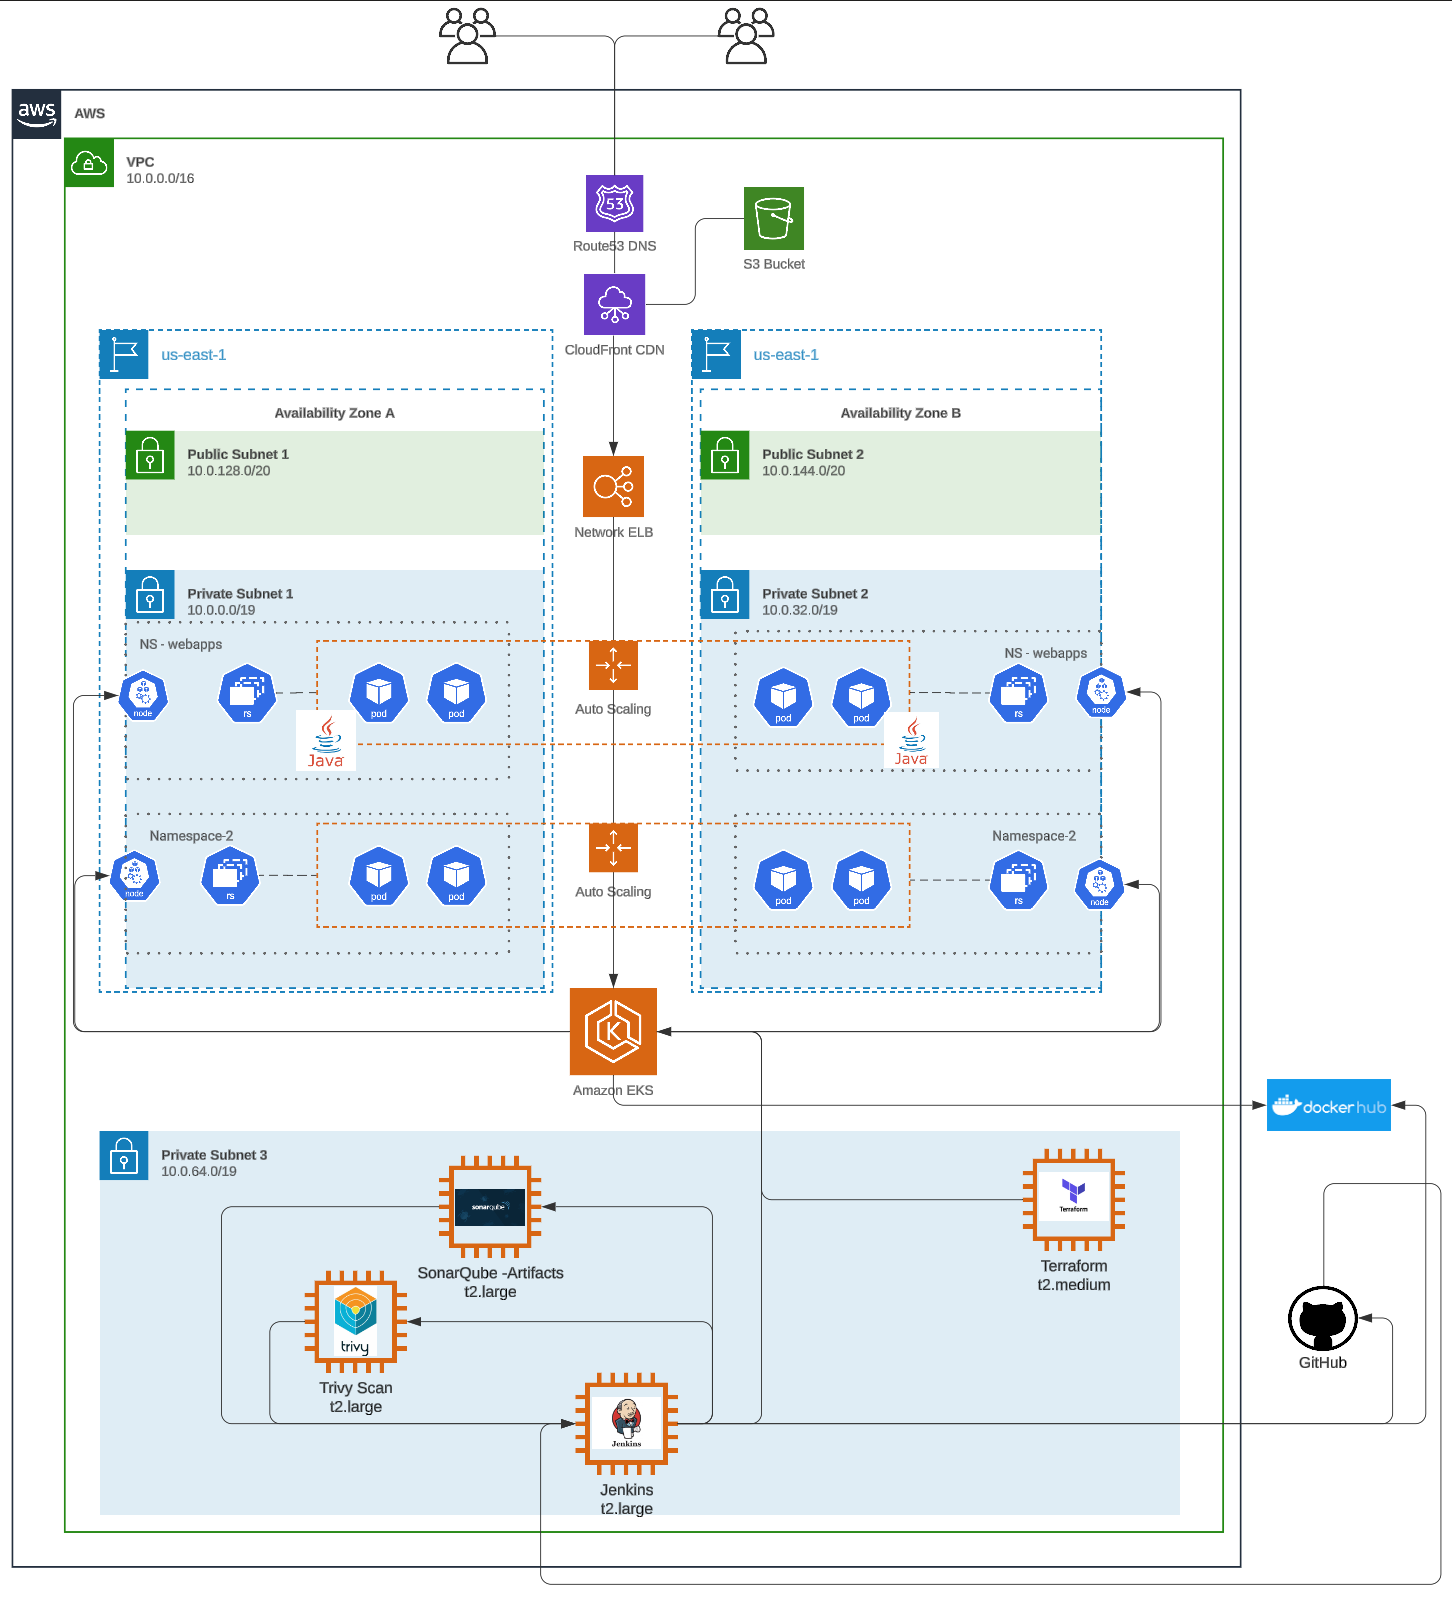 aws
AWS
VPC
10.0.0.0/16
53
Route53 DNS
S3 Bucket
CloudFront CDN
us-east-1
us-east-1
Availability Zone A
Availability Zone B
Public Subnet 1
10.0.128.0/20
Public Subnet 2
10.0.144.0/20
Network ELB
Private Subnet 1
10.0.0.0/19
Private Subnet 2
10.0.32.0/19
NS - webapps
NS - webapps
node
rs
pod
pod
Auto Scaling
pod
pod
rs
node
Java
Java
Namespace-2
Namespace-2
node
rs
pod
pod
Auto Scaling
pod
pod
rs
node
K
Amazon EKS
docker hub
Private Subnet 3
10.0.64.0/19
sonarqube
Terraform
SonarQube -Artifacts
t2.large
Terraform
t2.medium
trivy
Trivy Scan
t2.large
GitHub
Jenkins
Jenkins
t2.large